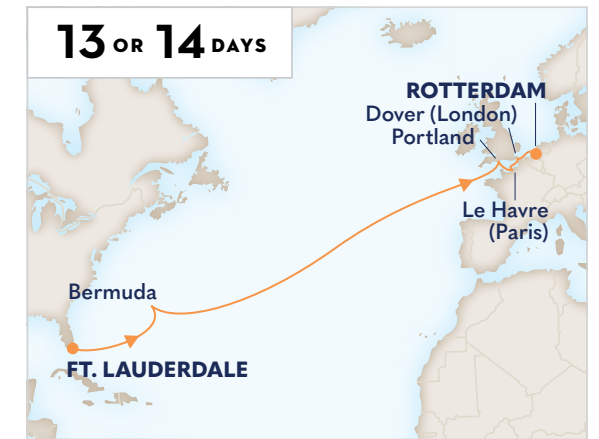 13 OR 14 DAYS
ROTTERDAM
Dover (London)
Portland
Le Havre
(Paris)
Bermuda
FT. LAUDERDALE